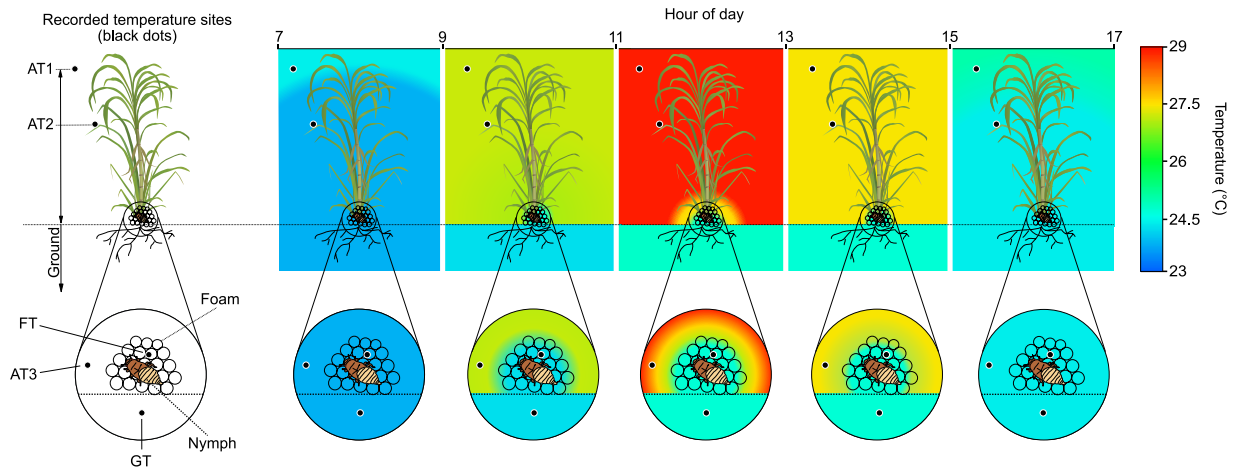 Recorded temperature sites
(black dots)
Hour of day
7
9
11
13
15
17
AT1
AT2
Ground
FT
Foam
AT3
Nymph
GT
29
27.5
26
24.5
23
Temperature (°C)